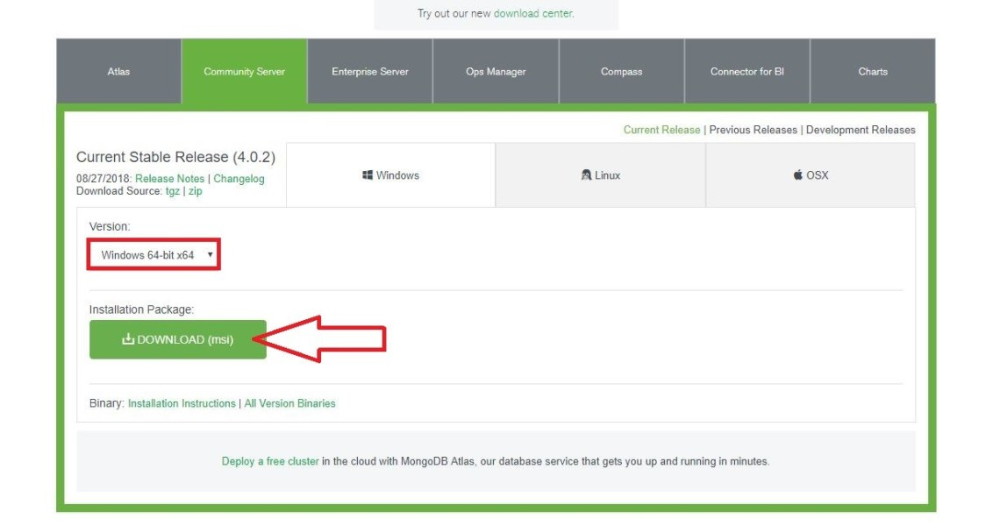 Try out our new download center.
Atlas
Community Server
Enterprise Server
Ops Manager
Compass
Connector for BI
Charts
Current Release | Previous Releases | Development Releases
Current Stable Release (4.0.2)
08/27/2018: Release Notes | Changelog
Download Source: tgz | zip
Windows
Linux
OSX
Version:
Windows 64-bit x64
Installation Package:
DOWNLOAD (msi)
Binary: Installation Instructions | All Version Binaries
Deploy a free cluster in the cloud with MongoDB Atlas, our database service that gets you up and running in minutes.